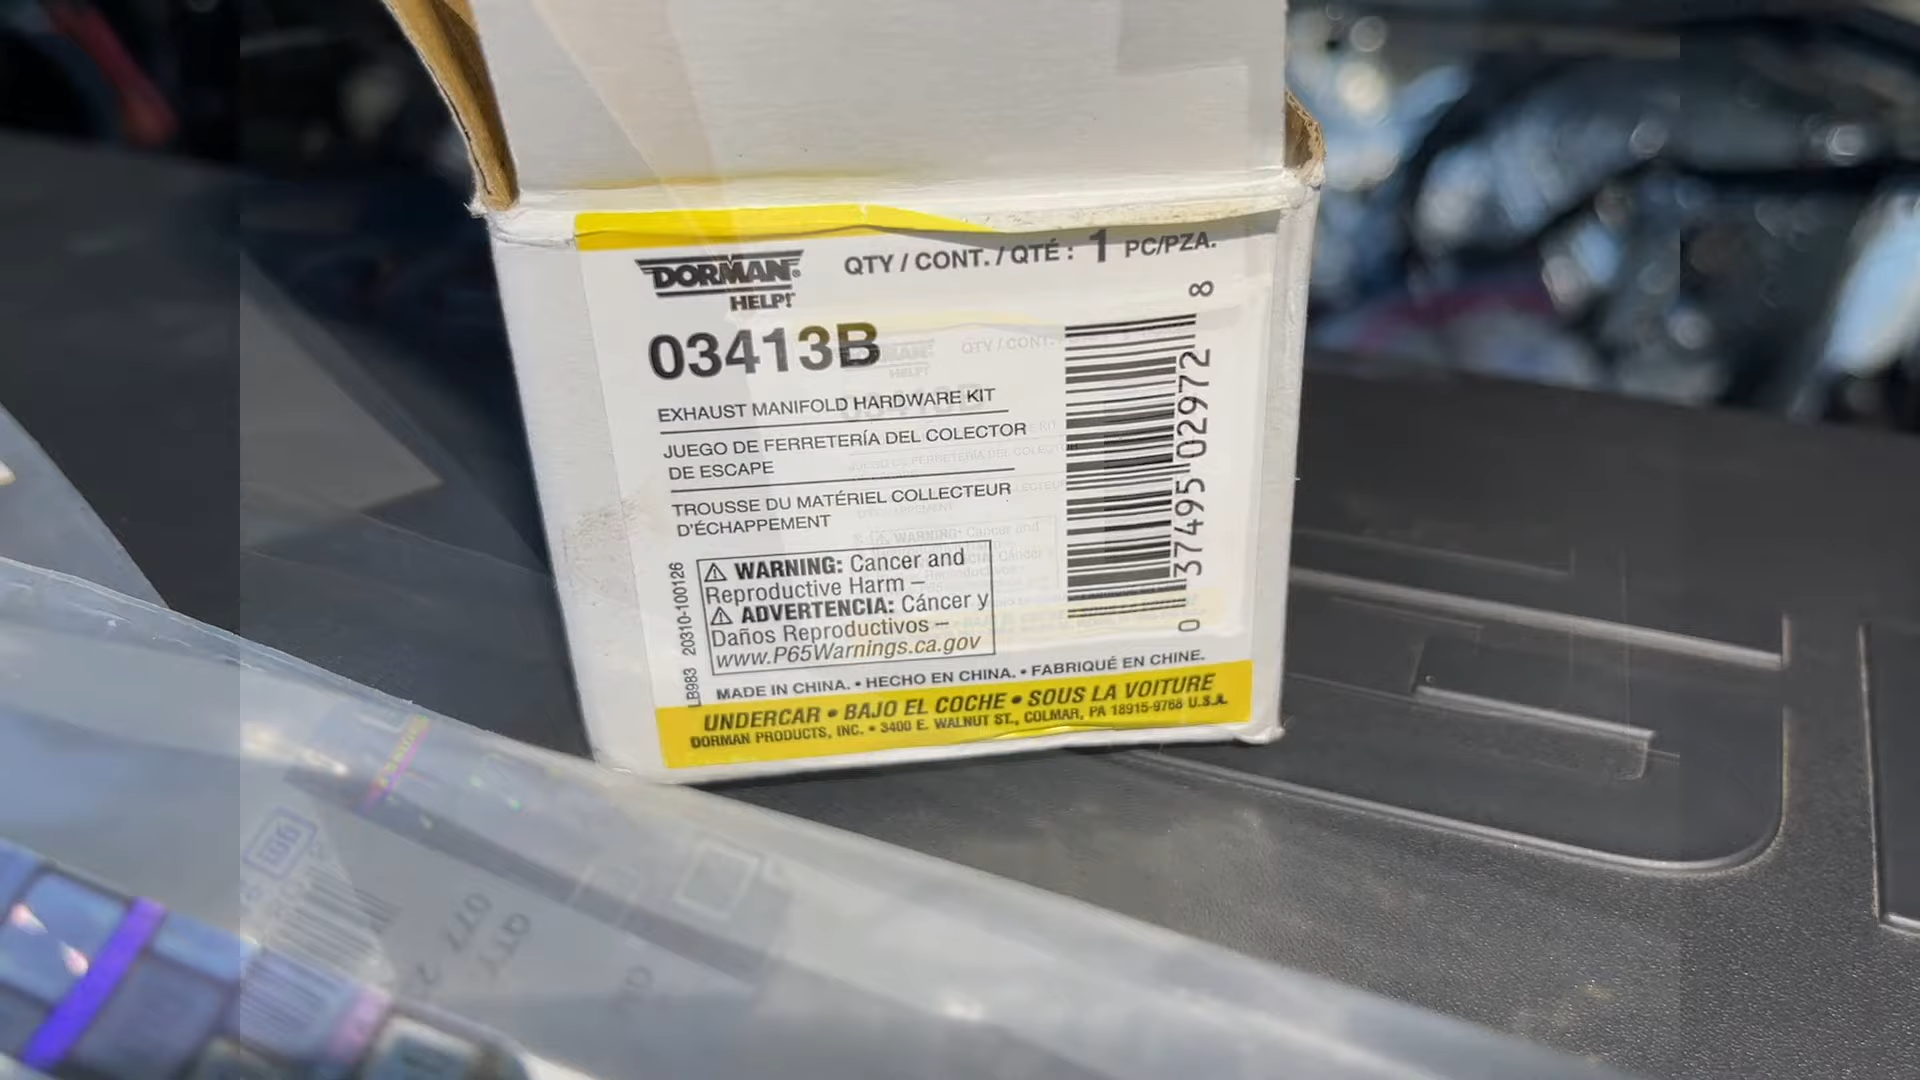 DORMAN®
HELP!®
QTY / CONT. / QTÉ : 1 PC/PZA.
03413B
EXHAUST MANIFOLD HARDWARE KIT
JUEGO DE FERRETERÍA DEL COLECTOR
DE ESCAPE
TROUSSE DU MATÉRIEL COLLECTEUR
D'ÉCHAPPEMENT
⚠ WARNING: Cancer and
Reproductive Harm –
⚠ ADVERTENCIA: Cáncer y
Daños Reproductivos –
www.P65Warnings.ca.gov
LB983 20310-100126
0 37495 02972 8
MADE IN CHINA. • HECHO EN CHINA. • FABRIQUÉ EN CHINE.
UNDERCAR • BAJO EL COCHE • SOUS LA VOITURE
DORMAN PRODUCTS, INC. • 3400 E. WALNUT ST., COLMAR, PA 18915-9768 U.S.A.
gm
QTY